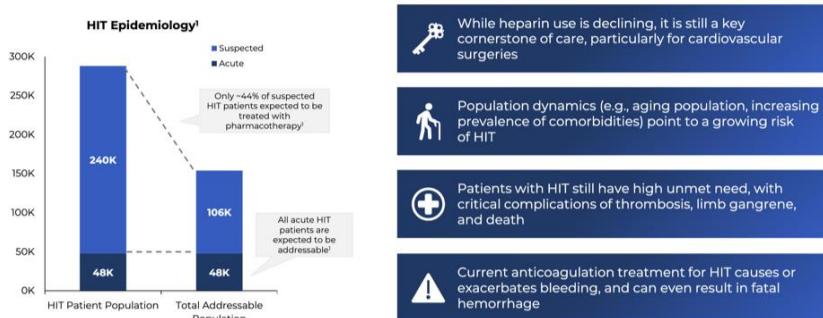 HIT Epidemiology¹
Suspected
Acute
300K
250K
200K
150K
100K
50K
0K
240K
48K
106K
48K
Only ~44% of suspected
HIT patients expected to be
treated with
pharmacotherapy¹
All acute HIT
patients are
expected to be
addressable¹
HIT Patient Population
Total Addressable
Population
While heparin use is declining, it is still a key
cornerstone of care, particularly for cardiovascular
surgeries
Population dynamics (e.g., aging population, increasing
prevalence of comorbidities) point to a growing risk
of HIT
Patients with HIT still have high unmet need, with
critical complications of thrombosis, limb gangrene,
and death
Current anticoagulation treatment for HIT causes or
exacerbates bleeding, and can even result in fatal
hemorrhage